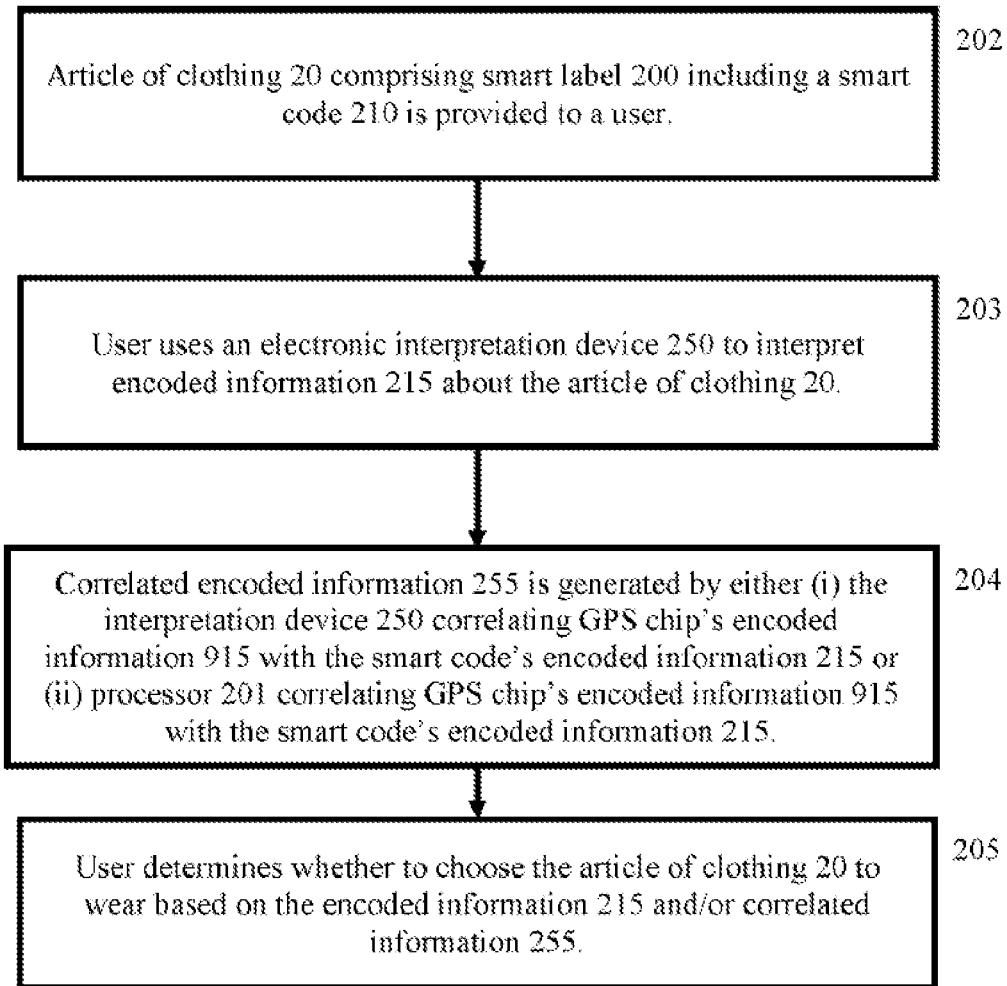 202
Article of clothing 20 comprising smart label 200 including a smart
code 210 is provided to a user.
203
User uses an electronic interpretation device 250 to interpret
encoded information 215 about the article of clothing 20.
204
Correlated encoded information 255 is generated by either (i) the
interpretation device 250 correlating GPS chip's encoded
information 915 with the smart code's encoded information 215 or
(ii) processor 201 correlating GPS chip's encoded information 915
with the smart code's encoded information 215.
205
User determines whether to choose the article of clothing 20 to
wear based on the encoded information 215 and/or correlated
information 255.